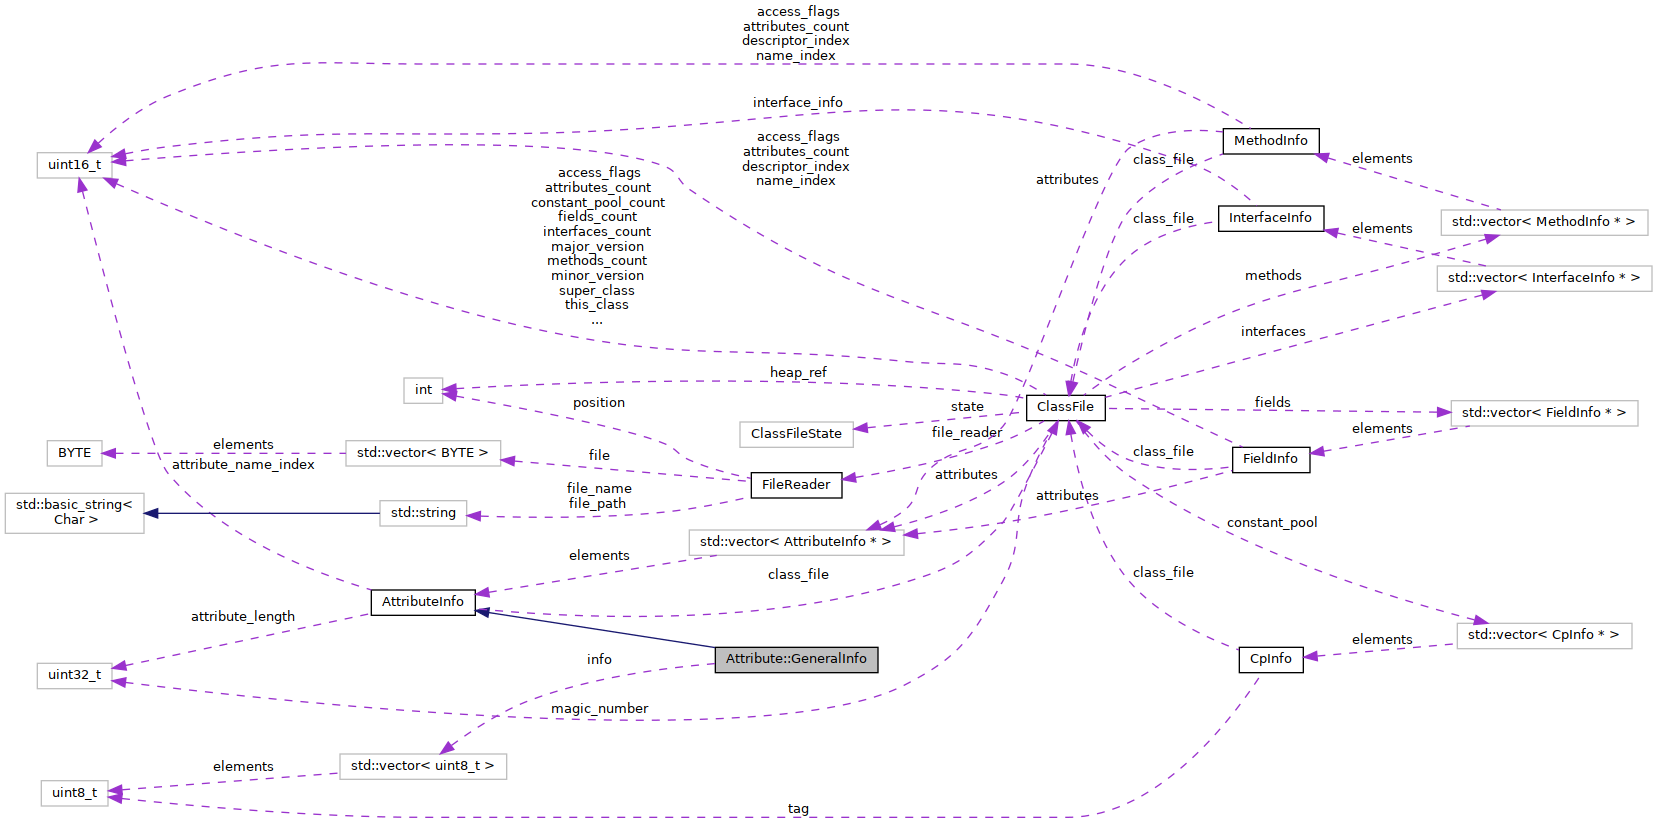 access_flags
attributes_count
descriptor_index
name_index
interface_info
access_flags
attributes_count
descriptor_index
name_index
MethodInfo
class_file
elements
uint16_t
attributes
access_flags
attributes_count
constant_pool_count
fields_count
interfaces_count
major_version
methods_count
minor_version
super_class
this_class
...
class_file
InterfaceInfo
std::vector< MethodInfo * >
elements
methods
std::vector< InterfaceInfo * >
interfaces
heap_ref
int
position
state
ClassFile
fields
std::vector< FieldInfo * >
ClassFileState
file_reader
elements
BYTE
elements
std::vector< BYTE >
file
class_file
FieldInfo
attribute_name_index
attributes
FileReader
file_name
file_path
attributes
std::basic_string<
Char >
std::string
constant_pool
std::vector< AttributeInfo * >
elements
class_file
class_file
AttributeInfo
attribute_length
std::vector< CpInfo * >
elements
info
Attribute::GeneralInfo
CpInfo
uint32_t
magic_number
std::vector< uint8_t >
elements
uint8_t
tag